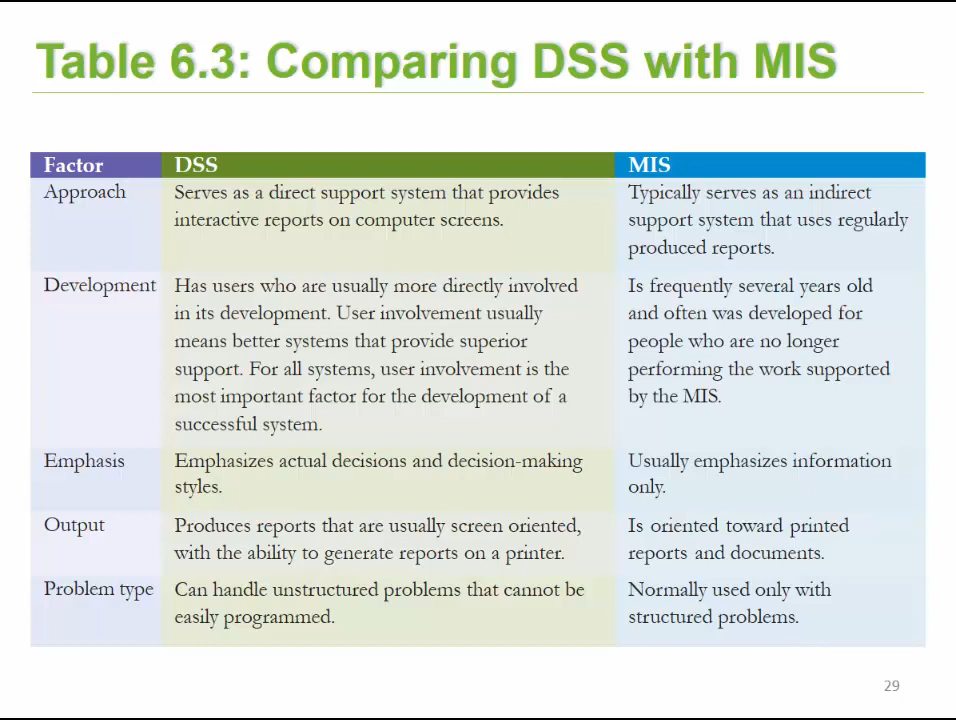 Table 6.3: Comparing DSS with MIS
Factor DSS MIS
Approach
Serves as a direct support system that provides
interactive reports on computer screens.
Typically serves as an indirect
support system that uses regularly
produced reports.
Development
Has users who are usually more directly involved
in its development. User involvement usually
means better systems that provide superior
support. For all systems, user involvement is the
most important factor for the development of a
successful system.
Is frequently several years old
and often was developed for
people who are no longer
performing the work supported
by the MIS.
Emphasis
Emphasizes actual decisions and decision-making
styles.
Usually emphasizes information
only.
Output
Produces reports that are usually screen oriented,
with the ability to generate reports on a printer.
Is oriented toward printed
reports and documents.
Problem type
Can handle unstructured problems that cannot be
easily programmed.
Normally used only with
structured problems.
29